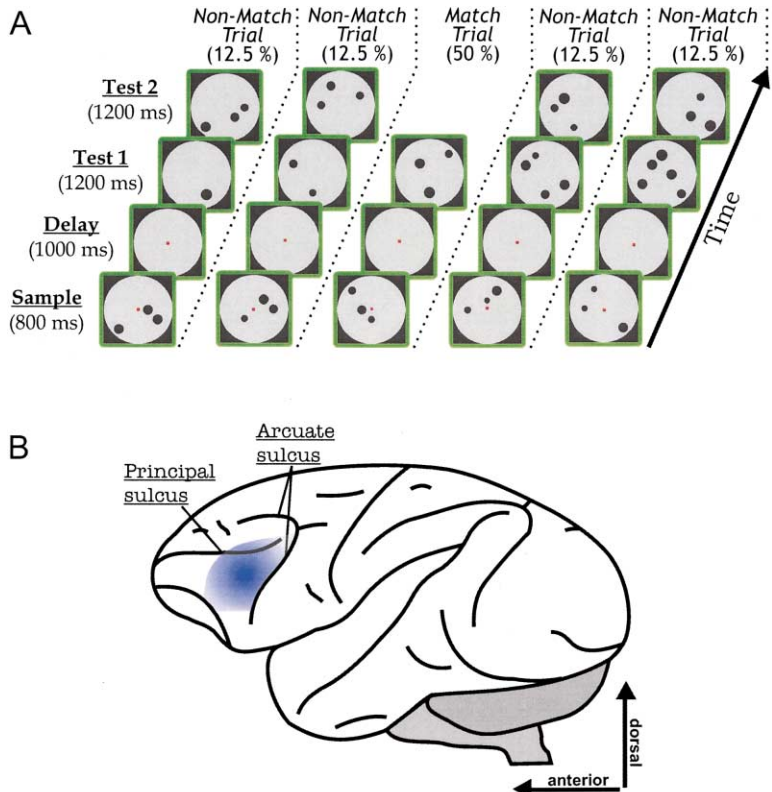 A
Non-Match Trial (12.5 %)
Non-Match Trial (12.5 %)
Match Trial (50 %)
Non-Match Trial (12.5 %)
Non-Match Trial (12.5 %)
Test 2
(1200 ms)
Test 1
(1200 ms)
Delay
(1000 ms)
Sample
(800 ms)
Time
B
Arcuate
sulcus
Principal
sulcus
dorsal
anterior